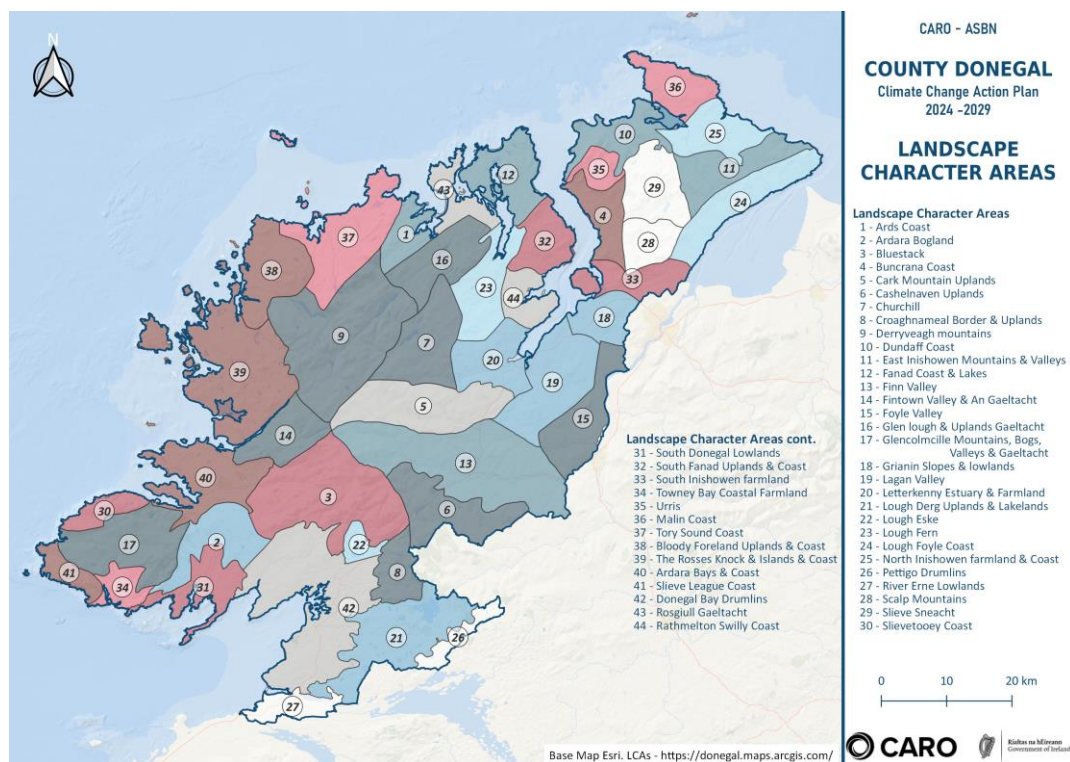 N
36
10
25
35
11
12
29
43
24
4
1
32
37
28
16
38
33
23
44
18
9
7
20
39
19
5
15
14
13
3
40
6
30
22
17
2
8
41
34
31
42
21
26
27
Landscape Character Areas cont.
31 - South Donegal Lowlands
32 - South Fanad Uplands & Coast
33 - South Inishowen farmland
34 - Towney Bay Coastal Farmland
35 - Urris
36 - Malin Coast
37 - Tory Sound Coast
38 - Bloody Foreland Uplands & Coast
39 - The Rosses Knock & Islands & Coast
40 - Ardara Bays & Coast
41 - Slieve League Coast
42 - Donegal Bay Drumlins
43 - Rosgiull Gaeltacht
44 - Rathmelton Swilly Coast
Base Map Esri. LCAs - https://donegal.maps.arcgis.com/
CARO - ASBN
COUNTY DONEGAL
Climate Change Action Plan
2024 -2029
LANDSCAPE
CHARACTER AREAS
Landscape Character Areas
1 - Ards Coast
2 - Ardara Bogland
3 - Bluestack
4 - Buncrana Coast
5 - Cark Mountain Uplands
6 - Cashelnaven Uplands
7 - Churchill
8 - Croaghnameal Border & Uplands
9 - Derryveagh mountains
10 - Dundaff Coast
11 - East Inishowen Mountains & Valleys
12 - Fanad Coast & Lakes
13 - Finn Valley
14 - Fintown Valley & An Gaeltacht
15 - Foyle Valley
16 - Glen lough & Uplands Gaeltacht
17 - Glencolmcille Mountains, Bogs,
Valleys & Gaeltacht
18 - Grianin Slopes & lowlands
19 - Lagan Valley
20 - Letterkenny Estuary & Farmland
21 - Lough Derg Uplands & Lakelands
22 - Lough Eske
23 - Lough Fern
24 - Lough Foyle Coast
25 - North Inishowen farmland & Coast
26 - Pettigo Drumlins
27 - River Erne Lowlands
28 - Scalp Mountains
29 - Slieve Sneacht
30 - Slievetooey Coast
0 10 20 km
CARO
Rialtas na hÉireann
Government of Ireland